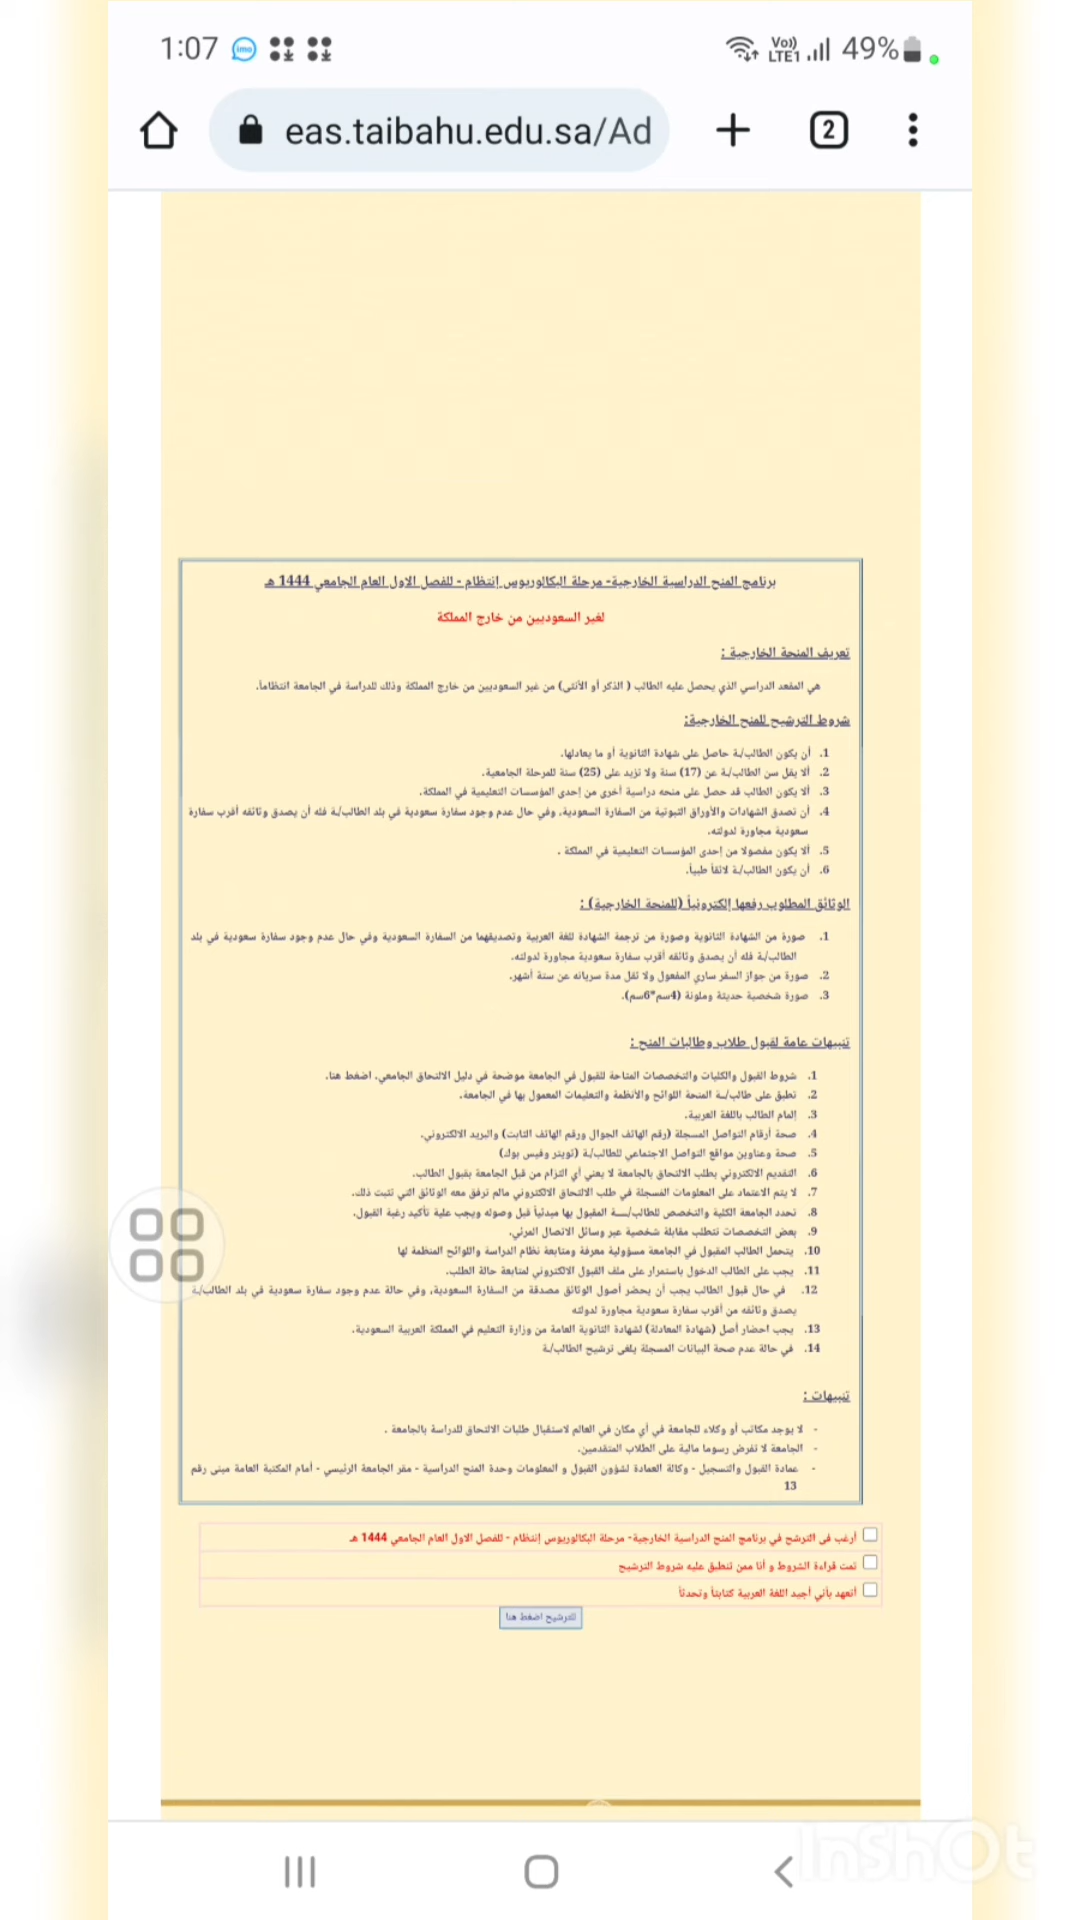 1:07 imo Vo)) LTE1 49%
eas.taibahu.edu.sa/Ad 2
برنامج المنح الدراسية الخارجية- مرحلة البكالوريوس إنتظام - للفصل الاول العام الجامعي 1444 هـ
لغير السعوديين من خارج المملكة
تعريف المنحة الخارجية :
هي المقعد الدراسي الذي يحصل عليه الطالب ( الذكر أو الأنثى) من غير السعوديين من خارج المملكة وذلك للدراسة في الجامعة انتظاماً.
شروط الترشيح للمنح الخارجية:
1. أن يكون الطالب/ـة حاصل على شهادة الثانوية أو ما يعادلها.
2. ألا يقل سن الطالب/ـة عن (17) سنة ولا تزيد على (25) سنة للمرحلة الجامعية.
3. ألا يكون الطالب قد حصل على منحه دراسية أخرى من إحدى المؤسسات التعليمية في المملكة.
4. أن تصدق الشهادات والأوراق الثبوتية من السفارة السعودية، وفي حال عدم وجود سفارة سعودية في بلد الطالب/ـة فله أن يصدق وثائقه أقرب سفارة
سعودية مجاورة لدولته.
5. ألا يكون مفصولا من إحدى المؤسسات التعليمية في المملكة .
6. أن يكون الطالب/ـة لائقاً طبياً.
الوثائق المطلوب رفعها إلكترونياً (للمنحة الخارجية) :
1. صورة من الشهادة الثانوية وصورة من ترجمة الشهادة للغة العربية وتصديقهما من السفارة السعودية وفي حال عدم وجود سفارة سعودية في بلد
الطالب/ـة فله أن يصدق وثائقه أقرب سفارة سعودية مجاورة لدولته.
2. صورة من جواز السفر ساري المفعول ولا تقل مدة سريانه عن ستة أشهر.
3. صورة شخصية حديثة وملونة (4سم*6سم).
تنبيهات عامة لقبول طلاب وطالبات المنح :
1. شروط القبول والكليات والتخصصات المتاحة للقبول في الجامعة موضحة في دليل الالتحاق الجامعي. اضغط هنا.
2. تطبق على طالب/ـة المنحة اللوائح والأنظمة والتعليمات المعمول بها في الجامعة.
3. إلمام الطالب باللغة العربية.
4. صحة أرقام التواصل المسجلة (رقم الهاتف الجوال ورقم الهاتف الثابت) والبريد الالكتروني.
5. صحة وعناوين مواقع التواصل الاجتماعي للطالب/ـة (تويتر وفيس بوك)
6. التقديم الالكتروني بطلب الالتحاق بالجامعة لا يعني أي التزام من قبل الجامعة بقبول الطالب.
7. لا يتم الاعتماد على المعلومات المسجلة في طلب الالتحاق الالكتروني مالم ترفق معه الوثائق التي تثبت ذلك.
8. تحدد الجامعة الكلية والتخصص للطالب/ـــة المقبول بها مبدئياً قبل وصوله ويجب علية تأكيد رغبة القبول.
9. بعض التخصصات تتطلب مقابلة شخصية عبر وسائل الاتصال المرئي.
10. يتحمل الطالب المقبول في الجامعة مسؤولية معرفة ومتابعة نظام الدراسة واللوائح المنظمة لها
11. يجب على الطالب الدخول باستمرار على ملف القبول الالكتروني لمتابعة حالة الطلب.
12. في حال قبول الطالب يجب أن يحضر أصول الوثائق مصدقة من السفارة السعودية، وفي حالة عدم وجود سفارة سعودية في بلد الطالب/ـة
يصدق وثائقه من أقرب سفارة سعودية مجاورة لدولته
13. يجب احضار أصل (شهادة المعادلة) لشهادة الثانوية العامة من وزارة التعليم في المملكة العربية السعودية.
14. في حالة عدم صحة البيانات المسجلة يلغى ترشيح الطالب/ـة
تنبيهات :
- لا يوجد مكاتب أو وكلاء للجامعة في أي مكان في العالم لاستقبال طلبات الالتحاق للدراسة بالجامعة .
- الجامعة لا تفرض رسوما مالية على الطلاب المتقدمين.
- عمادة القبول والتسجيل - وكالة العمادة لشؤون القبول و المعلومات وحدة المنح الدراسية - مقر الجامعة الرئيسي - أمام المكتبة العامة مبنى رقم
13
أرغب فى الترشح في برنامج المنح الدراسية الخارجية- مرحلة البكالوريوس إنتظام - للفصل الاول العام الجامعي 1444 هـ
تمت قراءة الشروط و أنا ممن تنطبق عليه شروط الترشيح
أتعهد بأني أجيد اللغة العربية كتابتاً وتحدثاً
للترشيح اضغط هنا
InShOt